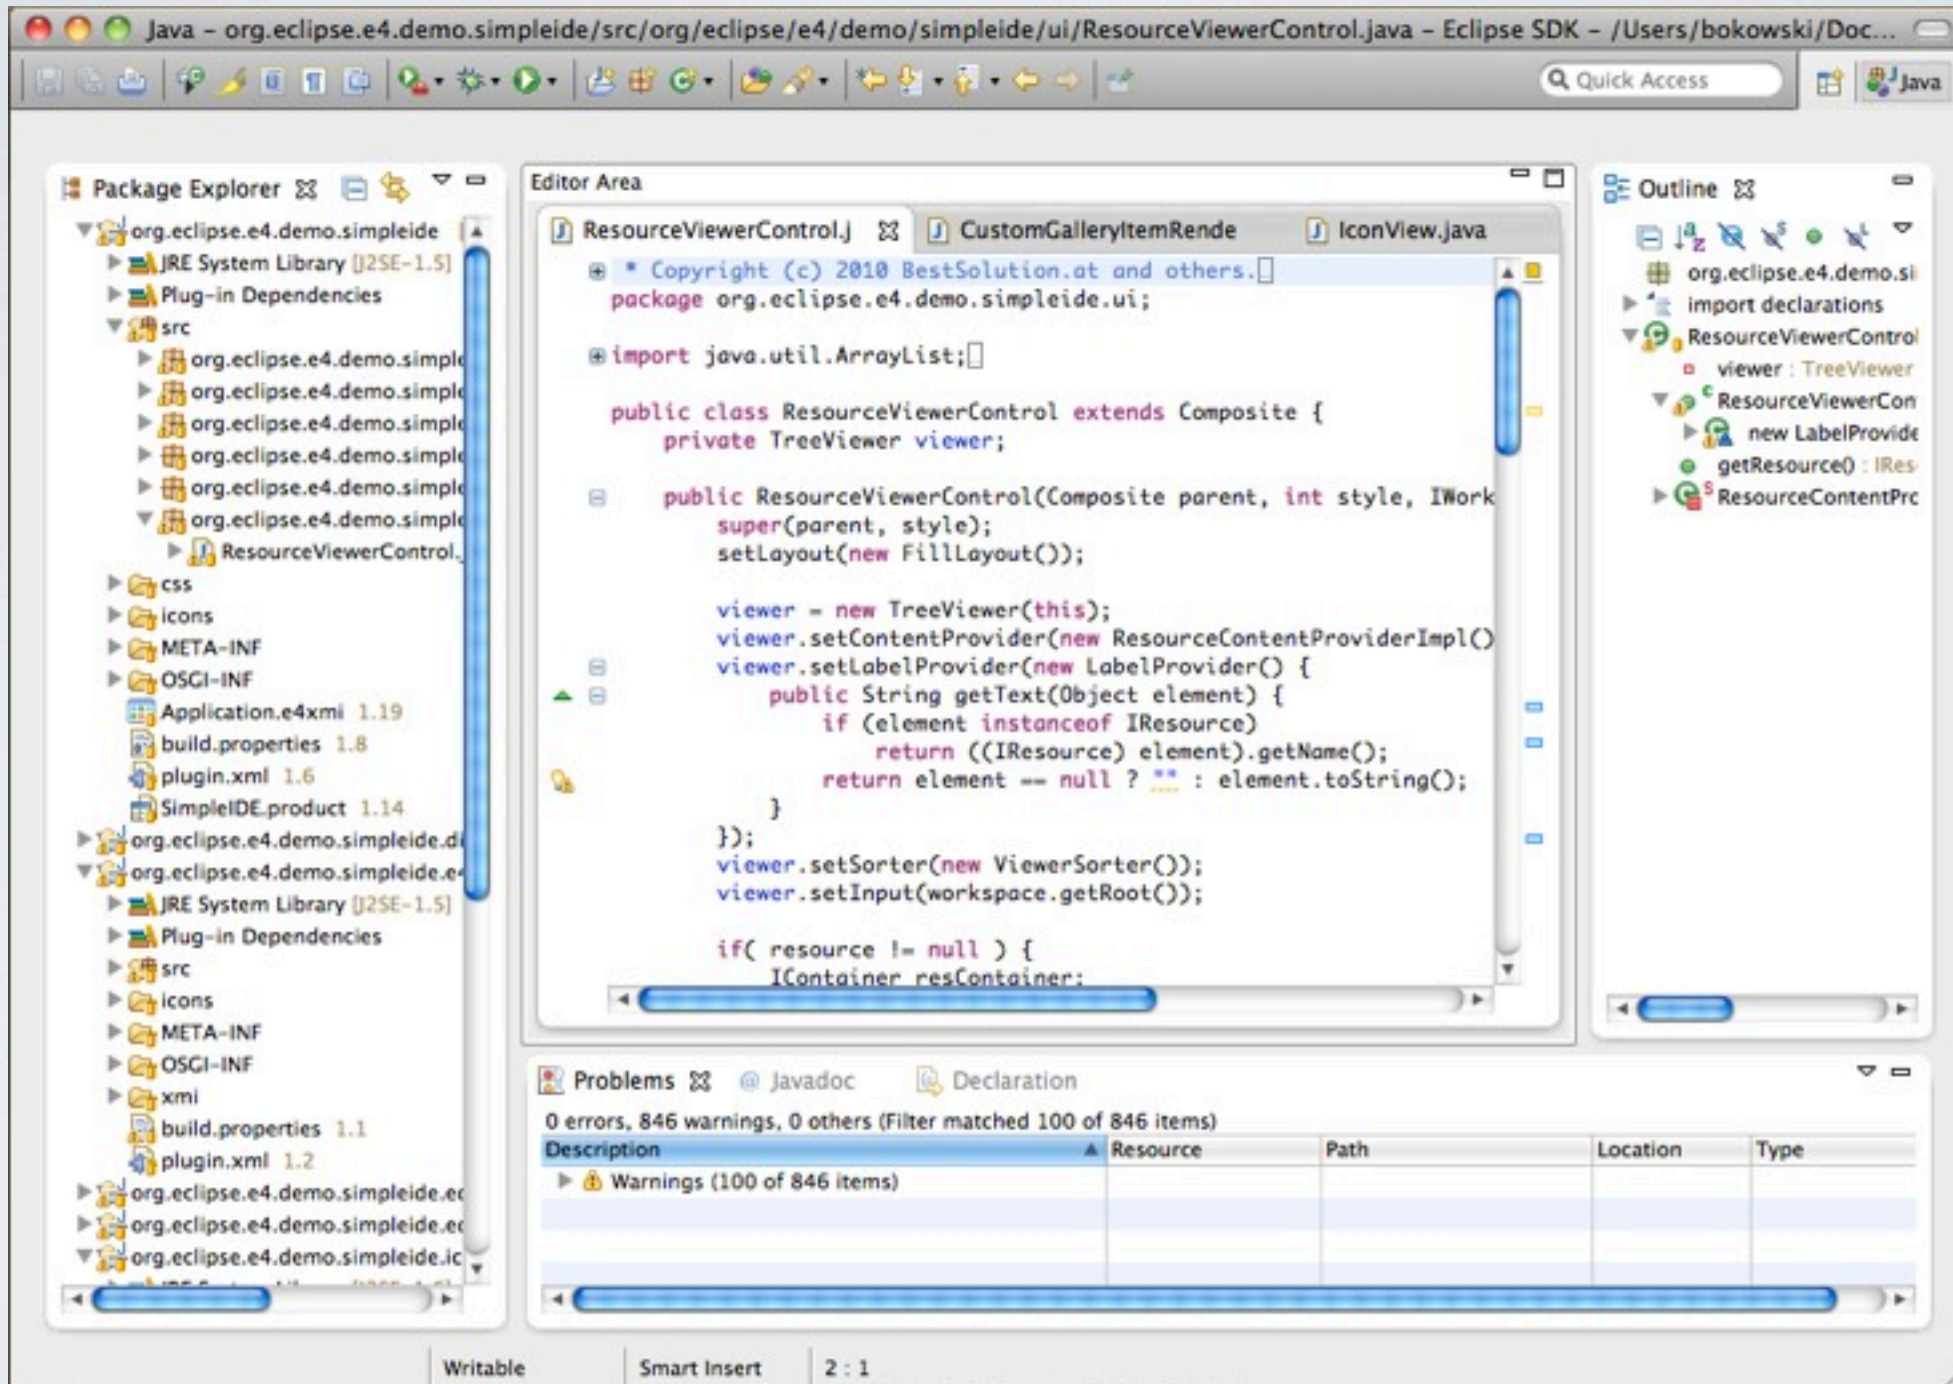 Java – org.eclipse.e4.demo.simpleide/src/org/eclipse/e4/demo/simpleide/ui/ResourceViewerControl.java – Eclipse SDK – /Users/bokowski/Doc...
Quick Access
Java
Package Explorer
org.eclipse.e4.demo.simpleide
JRE System Library [J2SE-1.5]
Plug-in Dependencies
src
org.eclipse.e4.demo.simple
org.eclipse.e4.demo.simple
org.eclipse.e4.demo.simple
org.eclipse.e4.demo.simple
org.eclipse.e4.demo.simple
org.eclipse.e4.demo.simple
ResourceViewerControl.
css
icons
META-INF
OSGI-INF
Application.e4xmi 1.19
build.properties 1.8
plugin.xml 1.6
SimpleIDE.product 1.14
org.eclipse.e4.demo.simpleide.di
org.eclipse.e4.demo.simpleide.e4
JRE System Library [J2SE-1.5]
Plug-in Dependencies
src
icons
META-INF
OSGI-INF
xmi
build.properties 1.1
plugin.xml 1.2
org.eclipse.e4.demo.simpleide.ec
org.eclipse.e4.demo.simpleide.ec
org.eclipse.e4.demo.simpleide.ic
Editor Area
ResourceViewerControl.j CustomGalleryItemRende IconView.java
* Copyright (c) 2010 BestSolution.at and others.
package org.eclipse.e4.demo.simpleide.ui;
import java.util.ArrayList;
public class ResourceViewerControl extends Composite {
private TreeViewer viewer;
public ResourceViewerControl(Composite parent, int style, IWork
super(parent, style);
setLayout(new FillLayout());
viewer = new TreeViewer(this);
viewer.setContentProvider(new ResourceContentProviderImpl()
viewer.setLabelProvider(new LabelProvider() {
public String getText(Object element) {
if (element instanceof IResource)
return ((IResource) element).getName();
return element == null ? "" : element.toString();
}
});
viewer.setSorter(new ViewerSorter());
viewer.setInput(workspace.getRoot());
if( resource != null ) {
IContainer resContainer;
Outline
org.eclipse.e4.demo.si
import declarations
ResourceViewerControl
viewer : TreeViewer
ResourceViewerCon
new LabelProvide
getResource() : IRes
ResourceContentPrc
Problems @ Javadoc Declaration
0 errors, 846 warnings, 0 others (Filter matched 100 of 846 items)
Description Resource Path Location Type
Warnings (100 of 846 items)
Writable Smart Insert 2 : 1